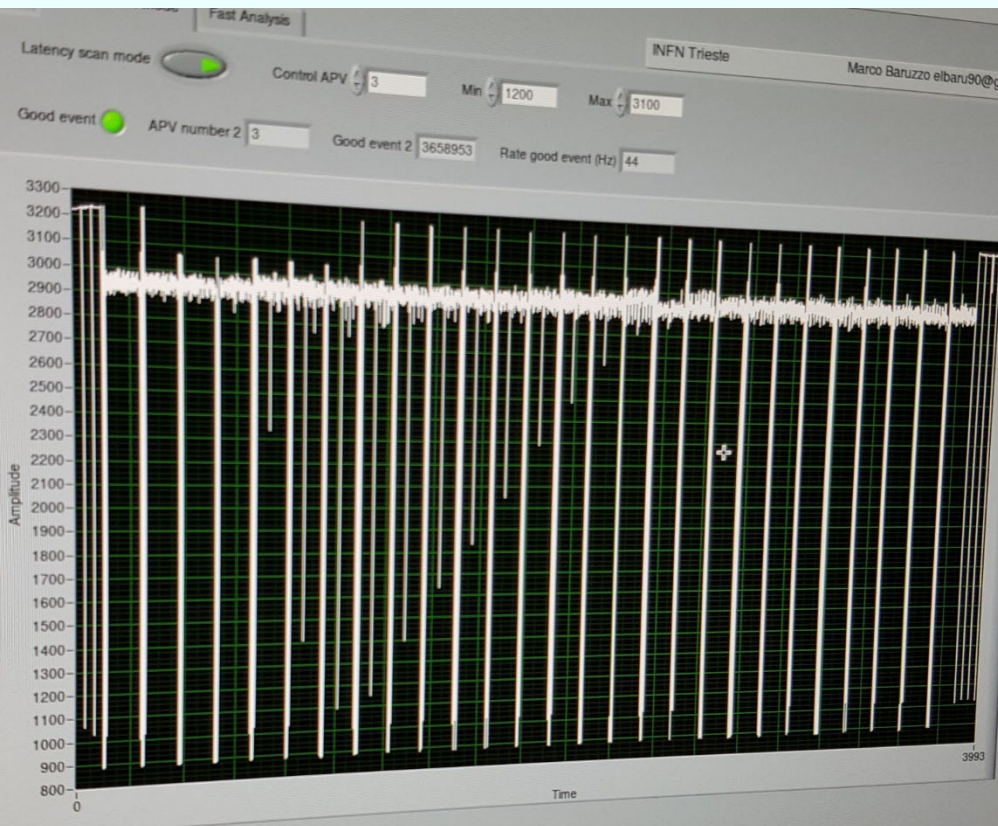 Fast Analysis
Latency scan mode
Control APV 3
Min 1200
Max 3100
INFN Trieste
Marco Baruzzo elbaru90@g
Good event
APV number 2 3
Good event 2 3658953
Rate good event (Hz) 44
3300
3200
3100
3000
2900
2800
2700
2600
2500
2400
2300
2200
2100
2000
1900
1800
1700
1600
1500
1400
1300
1200
1100
1000
900
800
Amplitude
0
Time
3993